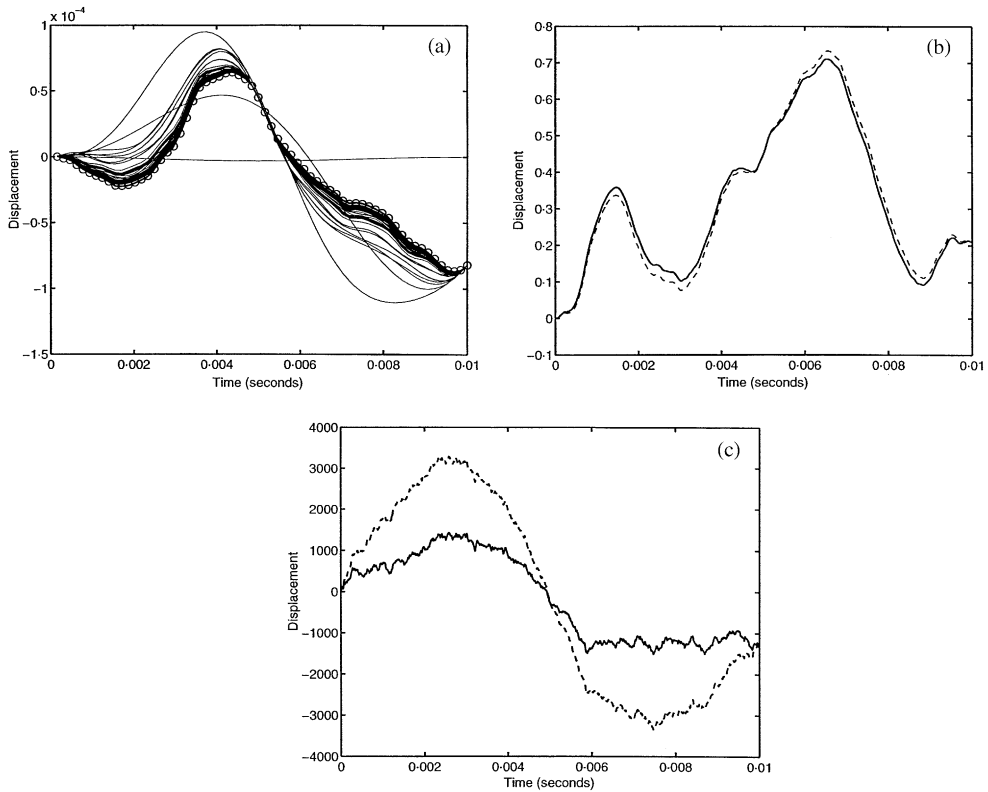 1 x 10⁻⁴
(a)
0·5
0
−0·5
−1
−1·5
Displacement
0 0·002 0·004 0·006 0·008 0·01
Time (seconds)
(b)
0·8
0·7
0·6
0·5
0·4
0·3
0·2
0·1
0
−0·1
Displacement
0 0·002 0·004 0·006 0·008 0·01
Time (seconds)
(c)
4000
3000
2000
1000
0
−1000
−2000
−3000
−4000
Displacement
0 0·002 0·004 0·006 0·008 0·01
Time (seconds)